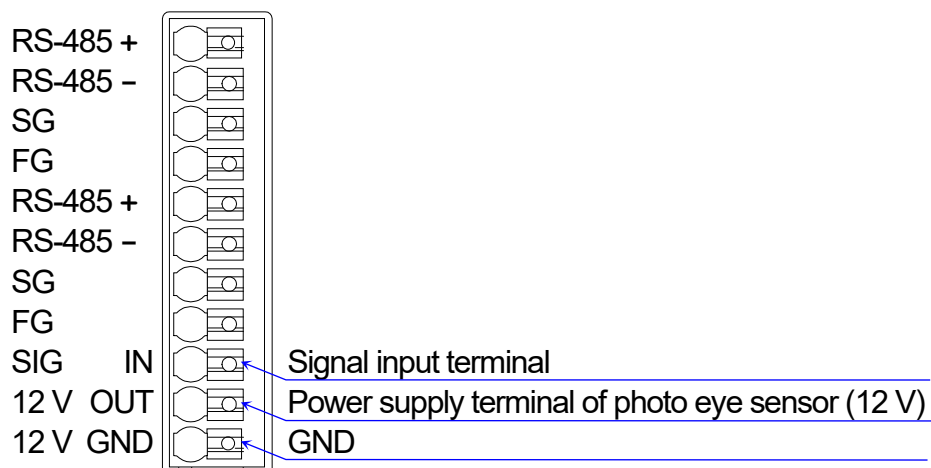 RS-485 +
RS-485 −
SG
FG
RS-485 +
RS-485 −
SG
FG
SIG IN Signal input terminal
12 V OUT Power supply terminal of photo eye sensor (12 V)
12 V GND GND